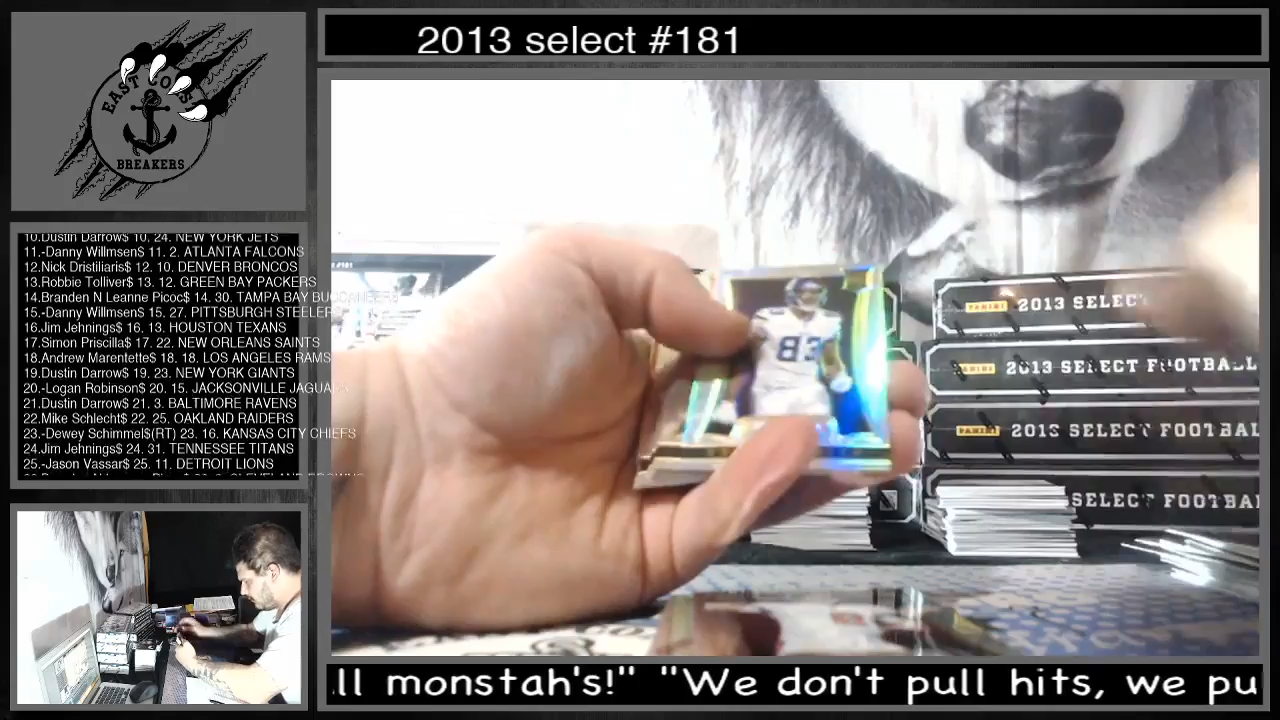 2013 select #181
EAST COAST
BREAKERS
10.Dustin Darrow$ 10. 24. NEW YORK JETS
11.-Danny Willmsen$ 11. 2. ATLANTA FALCONS
12.Nick Dristiliaris$ 12. 10. DENVER BRONCOS
13.Robbie Tolliver$ 13. 12. GREEN BAY PACKERS
14.Branden N Leanne Picoc$ 14. 30. TAMPA BAY BUCCANEERS
15.-Danny Willmsen$ 15. 27. PITTSBURGH STEELERS
16.Jim Jehnings$ 16. 13. HOUSTON TEXANS
17.Simon Priscilla$ 17. 22. NEW ORLEANS SAINTS
18.Andrew Marentette$ 18. 18. LOS ANGELES RAMS
19.Dustin Darrow$ 19. 23. NEW YORK GIANTS
20.-Logan Robinson$ 20. 15. JACKSONVILLE JAGUA
21.Dustin Darrow$ 21. 3. BALTIMORE RAVENS
22.Mike Schlecht$ 22. 25. OAKLAND RAIDERS
23.-Dewey Schimmel$(RT) 23. 16. KANSAS CITY CHIEFS
24.Jim Jehnings$ 24. 31. TENNESSEE TITANS
25.-Jason Vassar$ 25. 11. DETROIT LIONS
83
PANINI 2013 SELECT
PANINI 2013 SELECT FOOTBALL
PANINI 2013 SELECT FOOTBAL
SELECT FOOTBA
ll monstah's!" "We don't pull hits, we pu